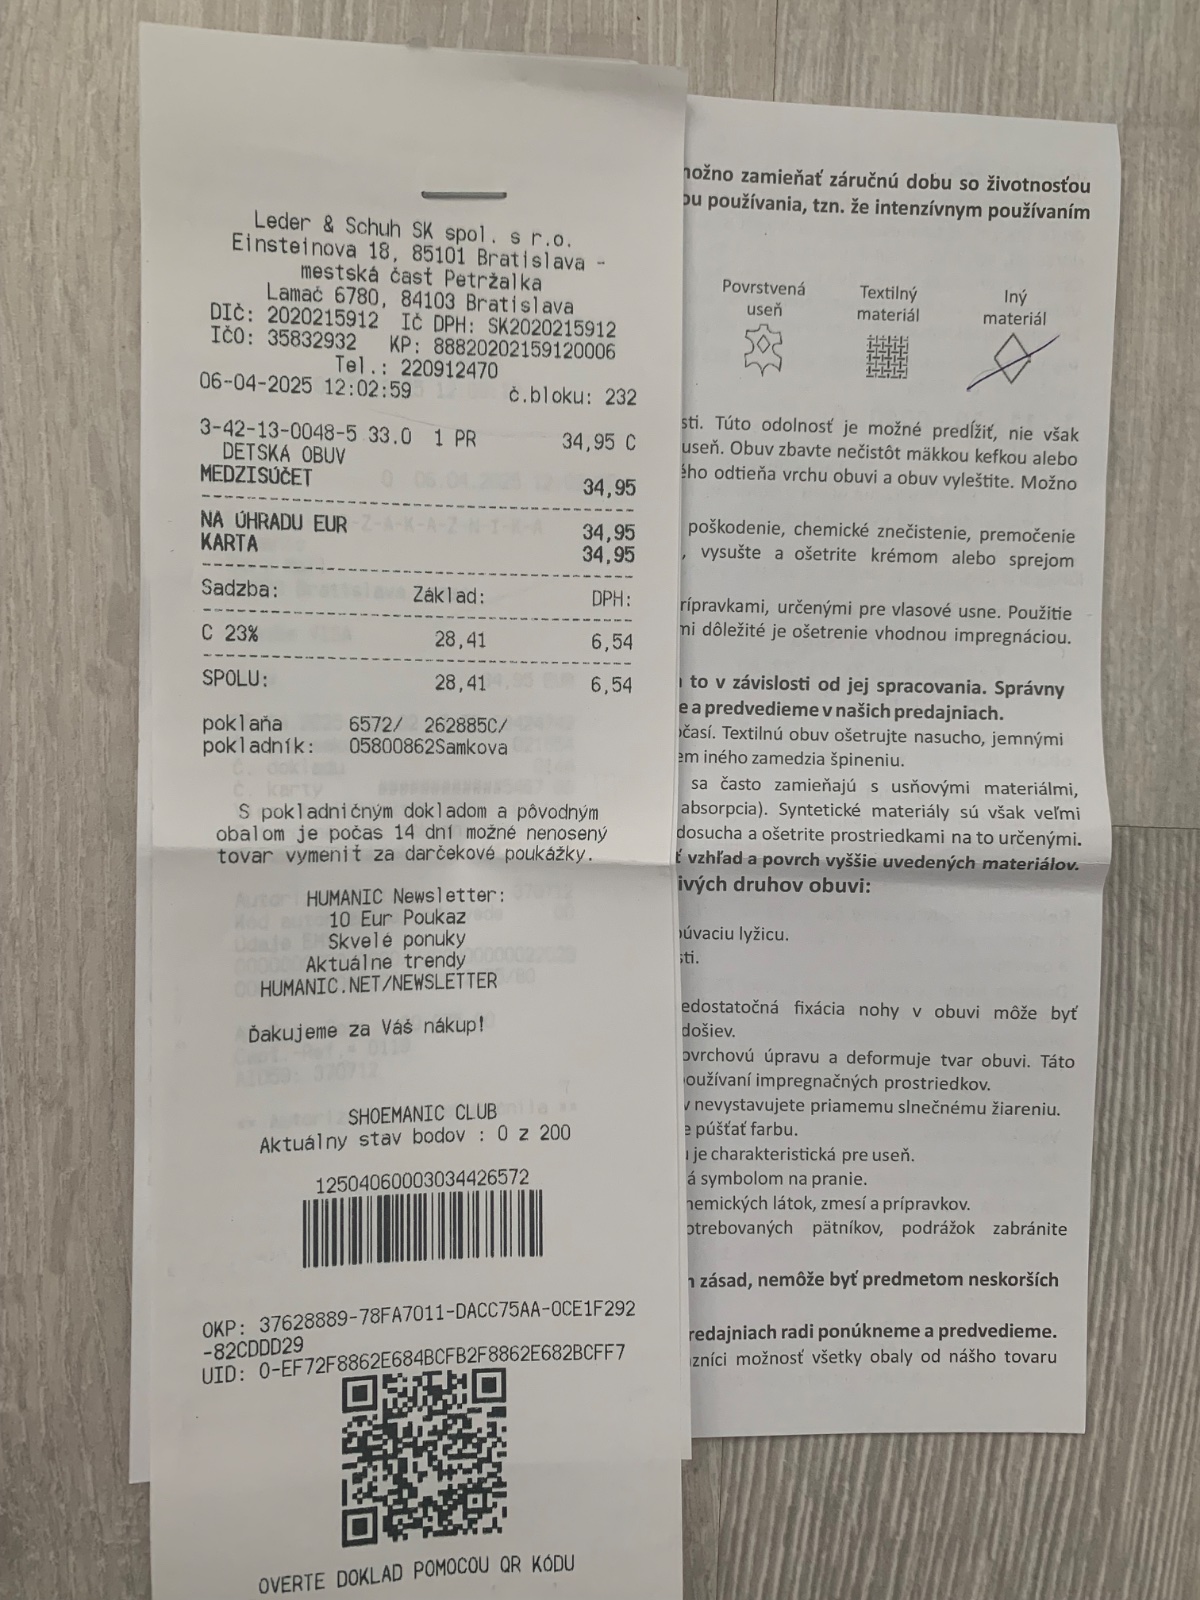 Leder & Schuh SK spol. s r.o.
Einsteinova 18, 85101 Bratislava -
mestská časť Petržalka
Lamač 6780, 84103 Bratislava
DIČ: 2020215912 IČ DPH: SK2020215912
IČO: 35832932 KP: 88820202159120006
Tel.: 220912470
06-04-2025 12:02:59 č.bloku: 232
3-42-13-0048-5 33.0 1 PR 34,95 C
DETSKÁ OBUV
MEDZISÚČET 34,95
NA ÚHRADU EUR 34,95
KARTA 34,95
Sadzba: Základ: DPH:
C 23% 28,41 6,54
SPOLU: 28,41 6,54
poklaňa 6572/ 262885C/
pokladník: 05800862Samkova
S pokladničným dokladom a pôvodným
obalom je počas 14 dní možné nenosený
tovar vymeniť za darčekové poukážky.
HUMANIC Newsletter:
10 Eur Poukaz
Skvelé ponuky
Aktuálne trendy
HUMANIC.NET/NEWSLETTER
Ďakujeme za Váš nákup!
SHOEMANIC CLUB
Aktuálny stav bodov : 0 z 200
12504060003034426572
OKP: 37628889-78FA7011-DACC75AA-0CE1F292
-82CDDD29
UID: O-EF72F8862E684BCFB2F8862E682BCFF7
OVERTE DOKLAD POMOCOU QR KÓDU
možno zamieňať záručnú dobu so životnosťou
používania, tzn. že intenzívnym používaním
Povrstvená
useň
Textilný
materiál
Iný
materiál
sti. Túto odolnosť je možné predĺžiť, nie však
useň. Obuv zbavte nečistôt mäkkou kefkou alebo
ého odtieňa vrchu obuvi a obuv vyleštite. Možno
poškodenie, chemické znečistenie, premočenie
, vysušte a ošetrite krémom alebo sprejom
rípravkami, určenými pre vlasové usne. Použitie
mi dôležité je ošetrenie vhodnou impregnáciou.
to v závislosti od jej spracovania. Správny
e a predvedieme v našich predajniach.
časí. Textilnú obuv ošetrujte nasucho, jemnými
em iného zamedzia špineniu.
sa často zamieňajú s usňovými materiálmi,
absorpcia). Syntetické materiály sú však veľmi
dosucha a ošetrite prostriedkami na to určenými.
ť vzhľad a povrch vyššie uvedených materiálov.
ivých druhov obuvi:
úvaciu lyžicu.
sti.
edostatočná fixácia nohy v obuvi môže byť
došiev.
ovrchovú úpravu a deformuje tvar obuvi. Táto
oužívaní impregnačných prostriedkov.
v nevystavujete priamemu slnečnému žiareniu.
e púšťať farbu.
je charakteristická pre useň.
á symbolom na pranie.
hemických látok, zmesí a prípravkov.
otrebovaných pätníkov, podrážok zabránite
zásad, nemôže byť predmetom neskorších
redajniach radi ponúkneme a predvedieme.
zníci možnosť všetky obaly od nášho tovaru